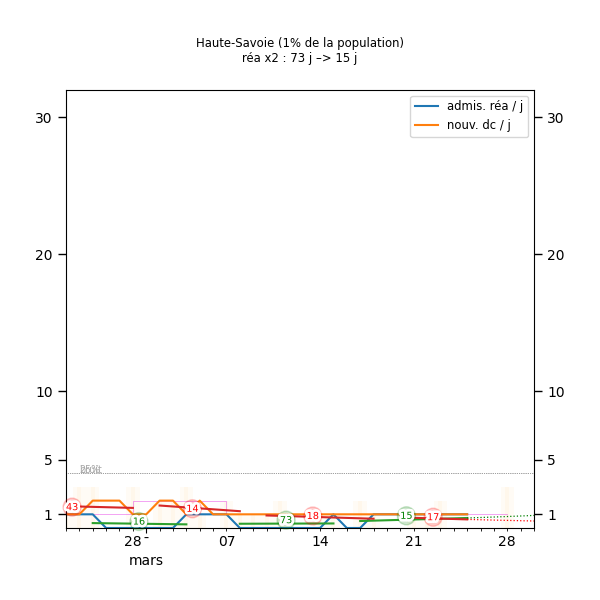 Haute-Savoie (1% de la population)
réa x2 : 73 j –> 15 j
admis. réa / j
nouv. dc / j
30 30
20 20
10 10
5 5
1 1
43 16 14 73 18 15 17
28 07 14 21 28
mars